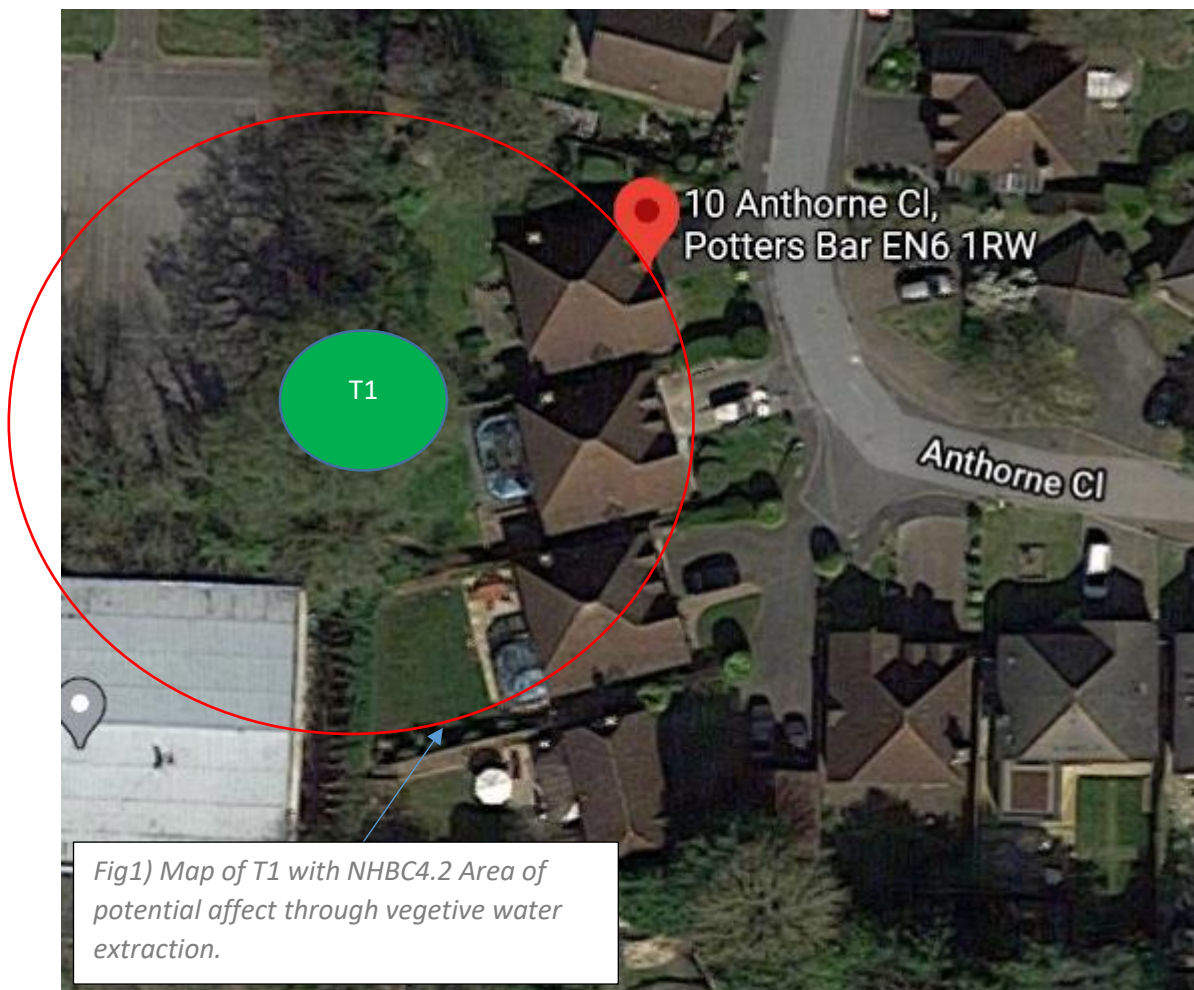 10 Anthorne Cl,
Potters Bar EN6 1RW
T1
Anthorne Cl
Fig1) Map of T1 with NHBC4.2 Area of
potential affect through vegetive water
extraction.